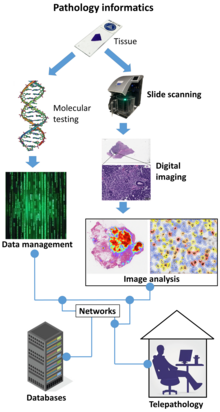 Pathology informatics
Tissue
Slide scanning
Molecular
testing
Digital
imaging
Data management
Image analysis
Networks
Databases
Telepathology